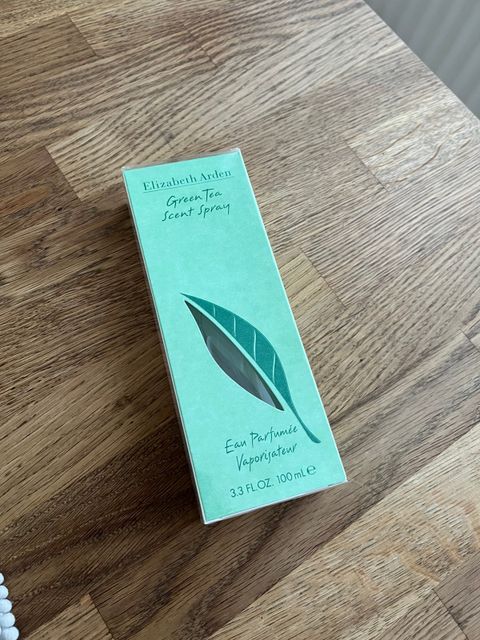 Elizabeth Arden
Green Tea
Scent Spray
Eau Parfumée
Vaporisateur
3.3 FL.OZ. 100 mL ℮